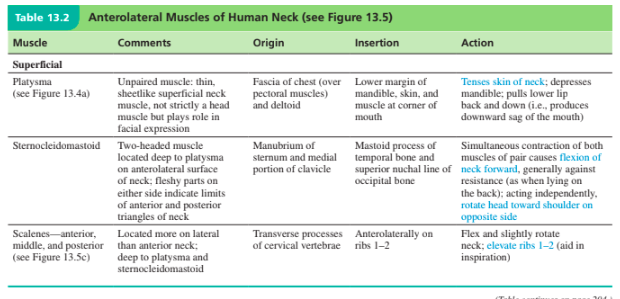 Table 13.2 Anterolateral Muscles of Human Neck (see Figure 13.5)
Muscle Comments Origin Insertion Action
Superficial
Platysma Unpaired muscle: thin, Fascia of chest (over Lower margin of Tenses skin of neck; depresses
(see Figure 13.4a) sheetlike superficial neck pectoral muscles) mandible, skin, and mandible; pulls lower lip
muscle, not strictly a head and deltoid muscle at corner of back and down (i.e., produces
muscle but plays role in mouth downward sag of the mouth)
facial expression
Sternocleidomastoid Two-headed muscle Manubrium of Mastoid process of Simultaneous contraction of both
located deep to platysma sternum and medial temporal bone and muscles of pair causes flexion of
on anterolateral surface portion of clavicle superior nuchal line of neck forward, generally against
of neck; fleshy parts on occipital bone resistance (as when lying on
either side indicate limits the back); acting independently,
of anterior and posterior rotate head toward shoulder on
triangles of neck opposite side
Scalenes—anterior, Located more on lateral Transverse processes Anterolaterally on Flex and slightly rotate
middle, and posterior than anterior neck; of cervical vertebrae ribs 1–2 neck; elevate ribs 1–2 (aid in
(see Figure 13.5c) deep to platysma and inspiration)
sternocleidomastoid